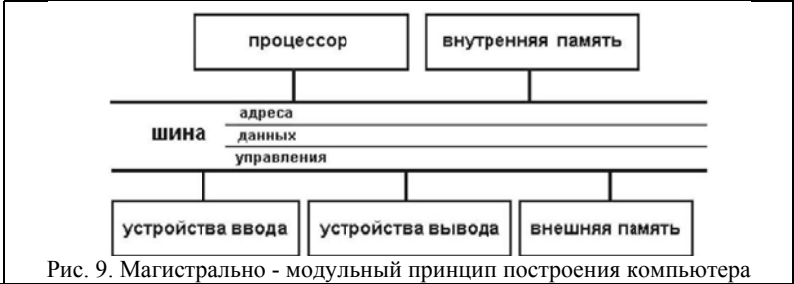 процессор
внутренняя память
адреса
шина
данных
управления
устройства ввода
устройства вывода
внешняя память
Рис. 9. Магистрально - модульный принцип построения компьютера